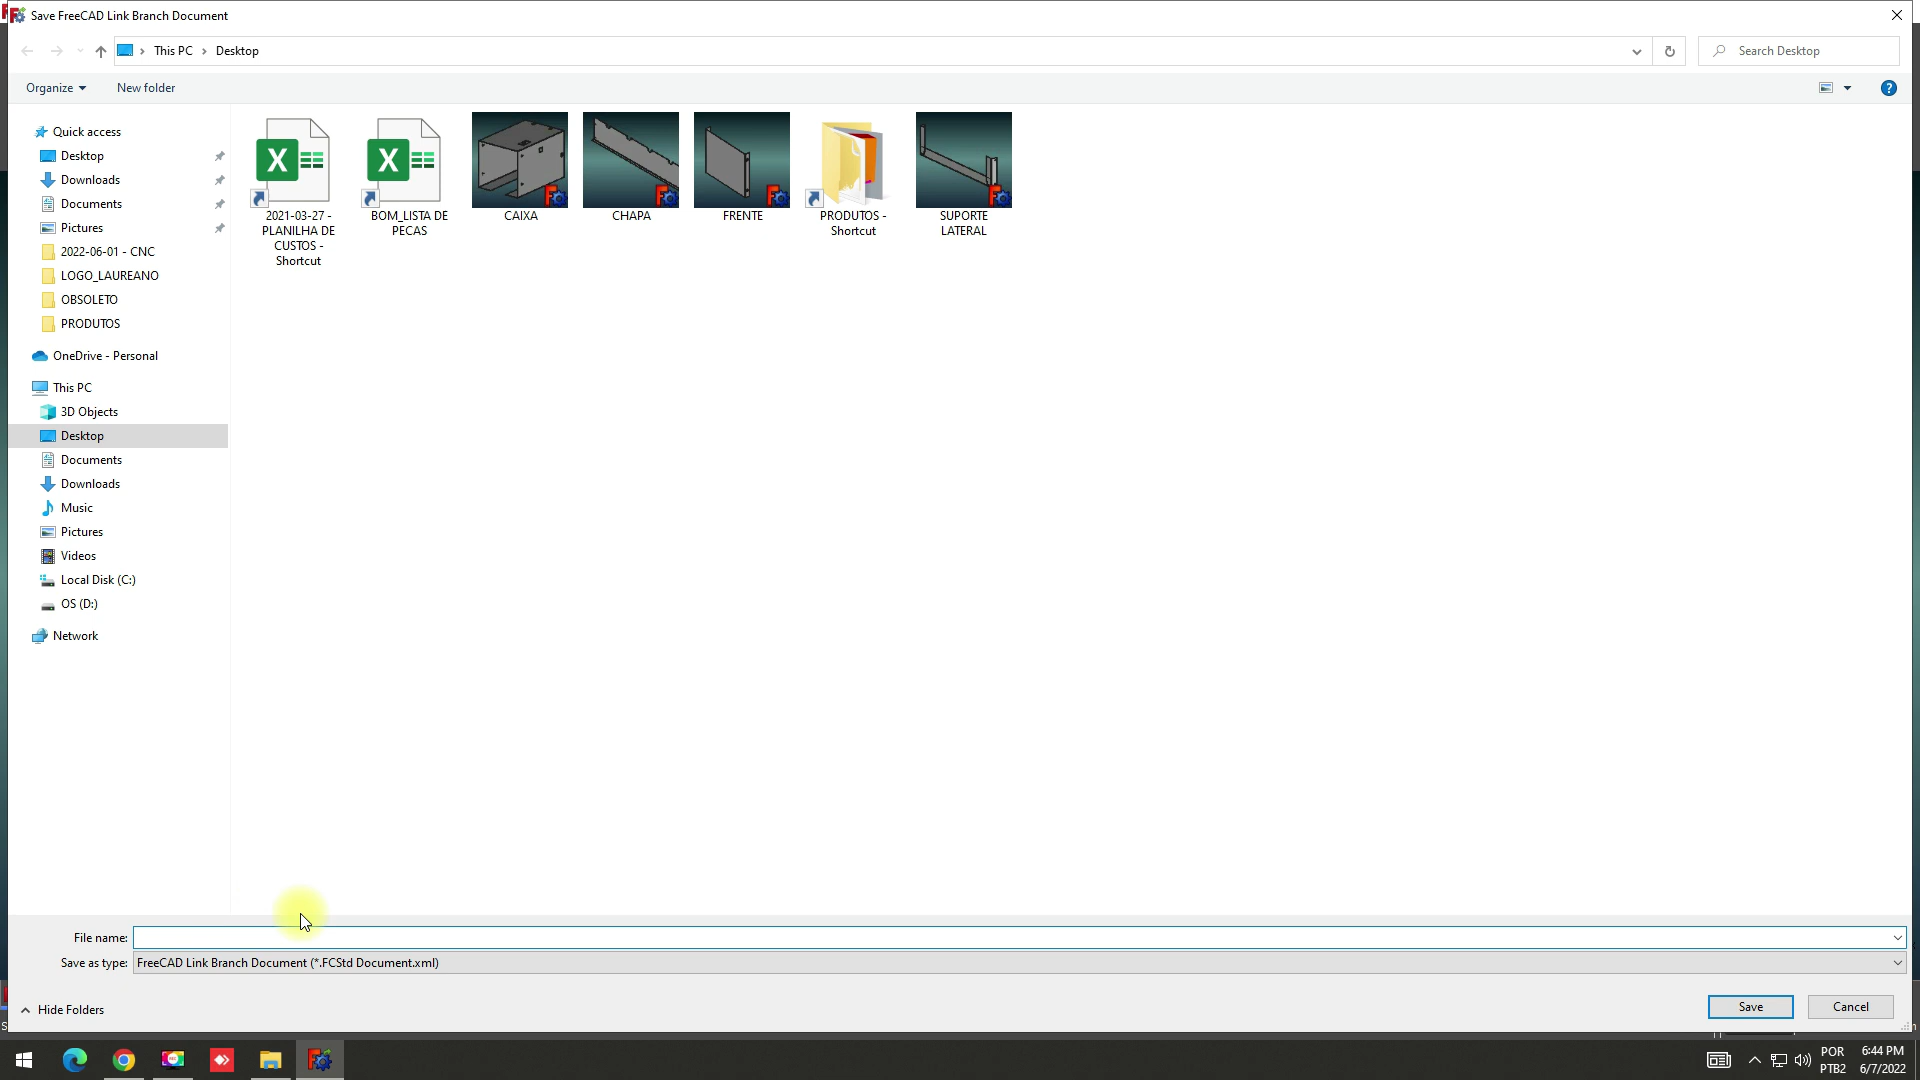 Save FreeCAD Link Branch Document
This PC
Desktop
Search Desktop
Organize
New folder
Quick access
Desktop
Downloads
Documents
Pictures
2022-06-01 - CNC
LOGO_LAUREANO
OBSOLETO
PRODUTOS
OneDrive - Personal
This PC
3D Objects
Desktop
Documents
Downloads
Music
Pictures
Videos
Local Disk (C:)
OS (D:)
Network
2021-03-27 -
PLANILHA DE
CUSTOS -
Shortcut
BOM_LISTA DE
PECAS
CAIXA
CHAPA
FRENTE
PRODUTOS -
Shortcut
SUPORTE
LATERAL
File name:
Save as type: FreeCAD Link Branch Document (*.FCStd Document.xml)
Hide Folders
Save
Cancel
POR
PTB2
6:44 PM
6/7/2022